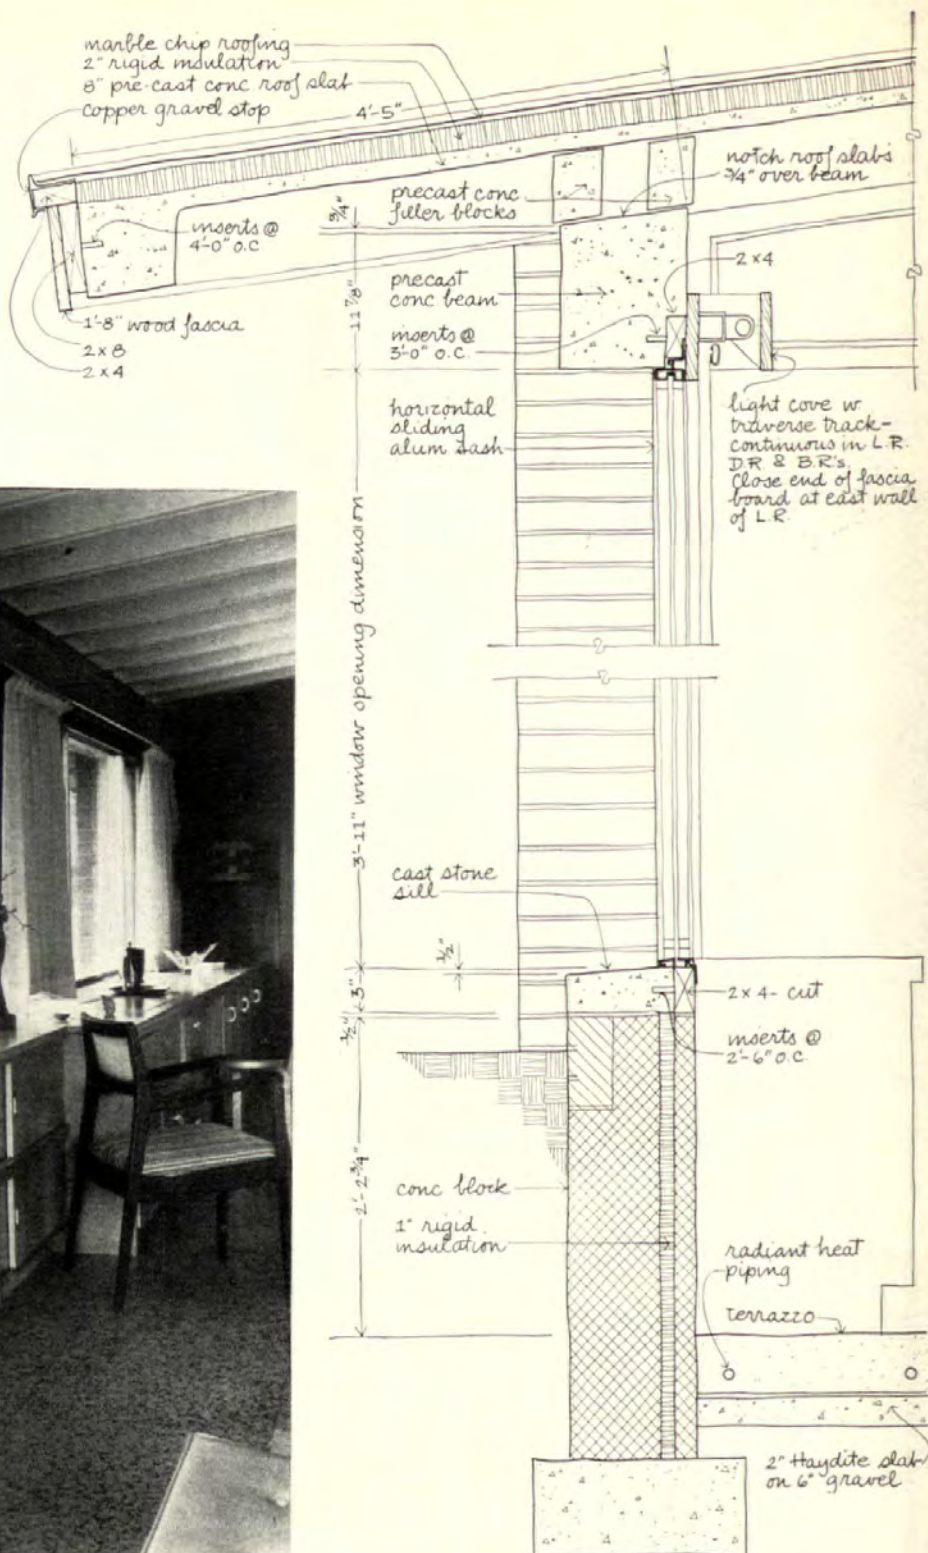 marble chip roofing
2" rigid insulation
8" pre-cast conc roof slab
copper gravel stop
4'-5"
notch roof slabs
3/4" over beam
precast conc
filler blocks
3/4"
inserts @
4'-0" o.c
2 x 4
precast
conc beam
11 7/8"
1'-8" wood fascia
2 x 8
2 x 4
inserts @
3'-0" o.c.
horizontal
sliding
alum sash
light cove w
traverse track-
continuous in L.R.
D.R & B.R's.
Close end of fascia
board at east wall
of L.R.
3'-11" window opening dimension
cast stone
sill
1/2"
3"
1/2"
2 x 4 - cut
inserts @
2'-6" o.c.
2'-2 3/4"
conc block
1" rigid
insulation
radiant heat
piping
terrazzo
2" Haydite slab
on 6" gravel